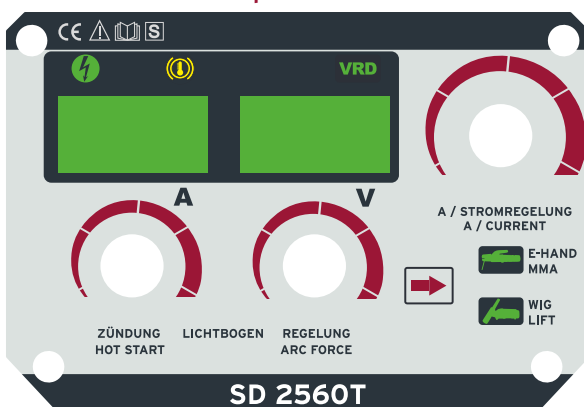 CE S
VRD
A V
A / STROMREGELUNG
A / CURRENT
E-HAND
MMA
WIG
LIFT
ZÜNDUNG LICHTBOGEN REGELUNG
HOT START ARC FORCE
SD 2560T